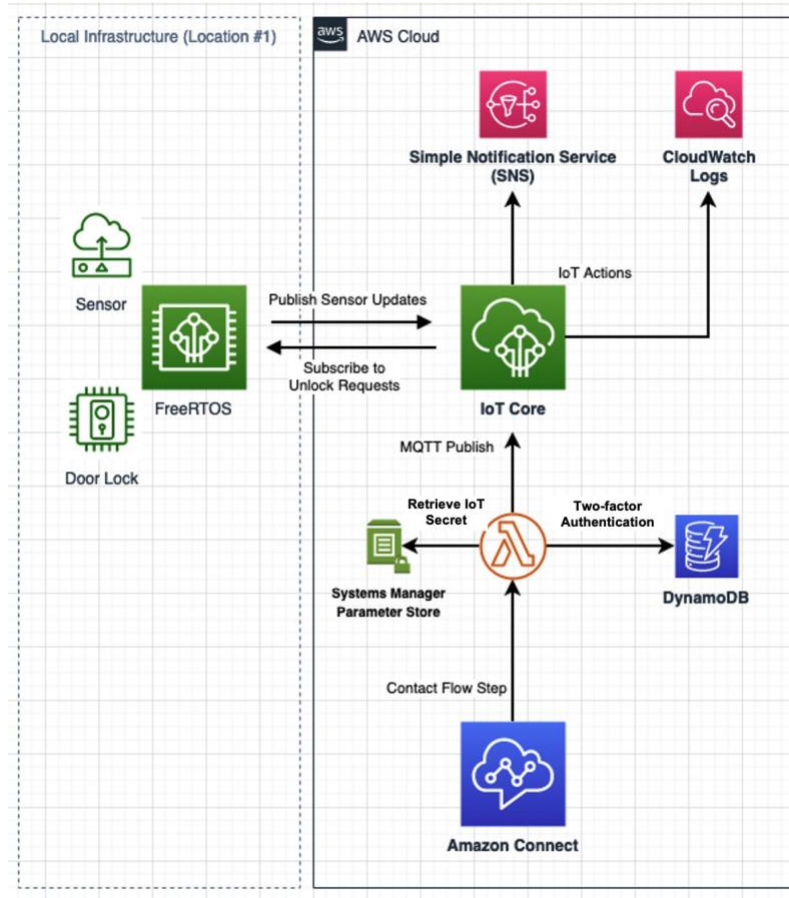 Local Infrastructure (Location #1)
aws
AWS Cloud
Simple Notification Service
(SNS)
CloudWatch
Logs
IoT Actions
Sensor
Publish Sensor Updates
Subscribe to
Unlock Requests
FreeRTOS
IoT Core
Door Lock
MQTT Publish
Retrieve IoT
Secret
Two-factor
Authentication
Systems Manager
Parameter Store
DynamoDB
Contact Flow Step
Amazon Connect